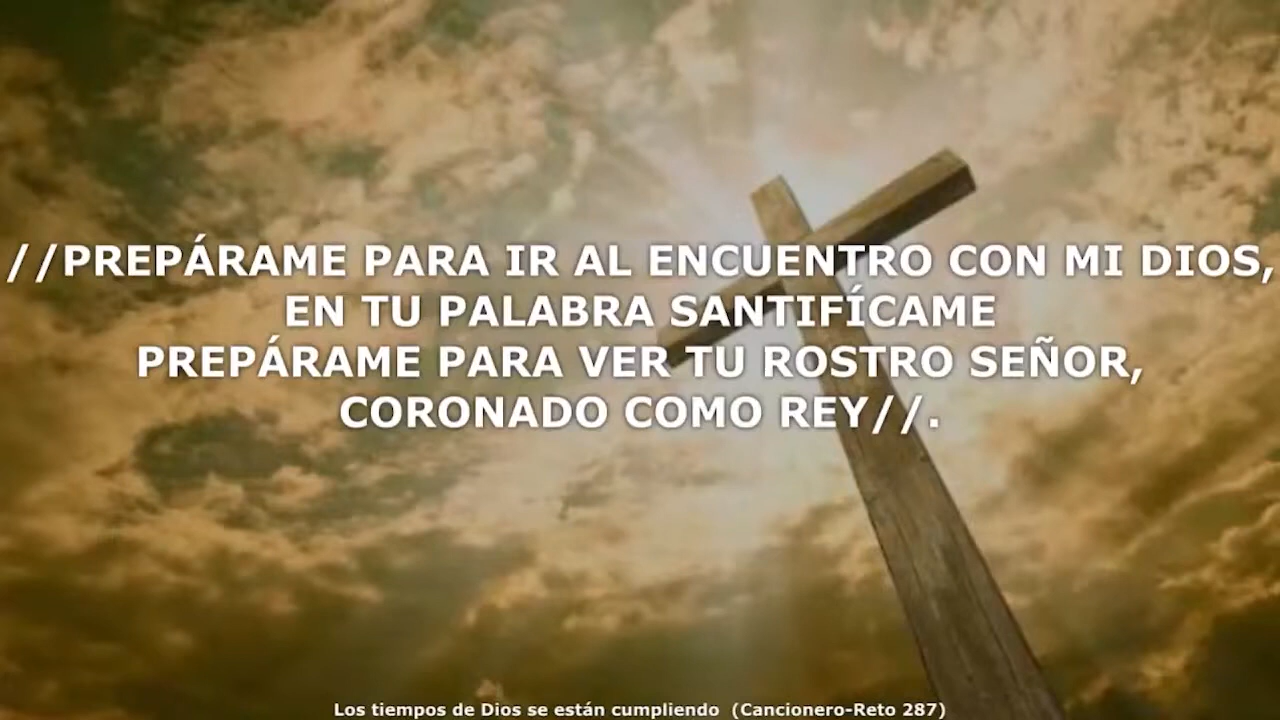 //PREPÁRAME PARA IR AL ENCUENTRO CON MI DIOS,
EN TU PALABRA SANTIFÍCAME
PREPÁRAME PARA VER TU ROSTRO SEÑOR,
CORONADO COMO REY//.
Los tiempos de Dios se están cumpliendo  (Cancionero-Reto 287)